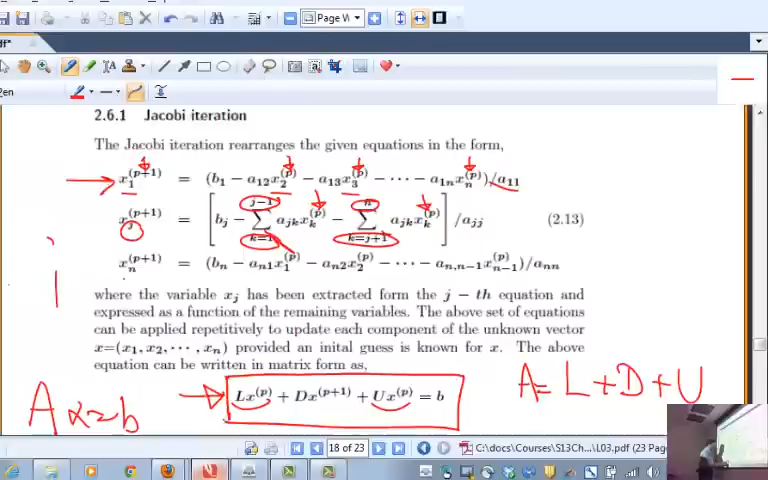 Page W
df*
en
2.6.1 Jacobi iteration
The Jacobi iteration rearranges the given equations in the form,
x_1^{(p+1)} = (b_1 − a_{12}x_2^{(p)} − a_{13}x_3^{(p)} − ⋯ − a_{1n}x_n^{(p)})/a_{11}
x_j^{(p+1)} = [b_j − ∑_{k=1}^{j−1} a_{jk}x_k^{(p)} − ∑_{k=j+1}^{n} a_{jk}x_k^{(p)}]/a_{jj} (2.13)
x_n^{(p+1)} = (b_n − a_{n1}x_1^{(p)} − a_{n2}x_2^{(p)} − ⋯ − a_{n,n−1}x_{n−1}^{(p)})/a_{nn}
where the variable x_j has been extracted form the j − th equation and
expressed as a function of the remaining variables. The above set of equations
can be applied repetitively to update each component of the unknown vector
x=(x_1, x_2, ⋯ , x_n) provided an inital guess is known for x. The above
equation can be written in matrix form as,
A = L + D + U
Lx^{(p)} + Dx^{(p+1)} + Ux^{(p)} = b
Ax=b
18 of 23
C:\docs\Courses\S13Ch...\L03.pdf (23 Page